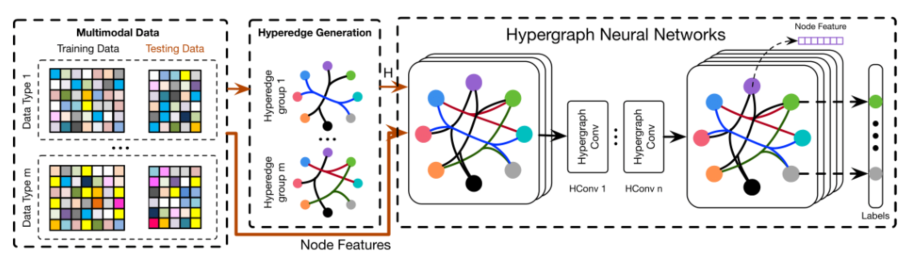 Multimodal Data
Training Data
Testing Data
Data Type 1
...
Data Type m
Hyperedge Generation
Hyperedge
group 1
...
Hyperedge
group m
Node Features
H
Hypergraph Neural Networks
Node Feature
Hypergraph
Conv
HConv 1
Hypergraph
Conv
HConv n
Labels